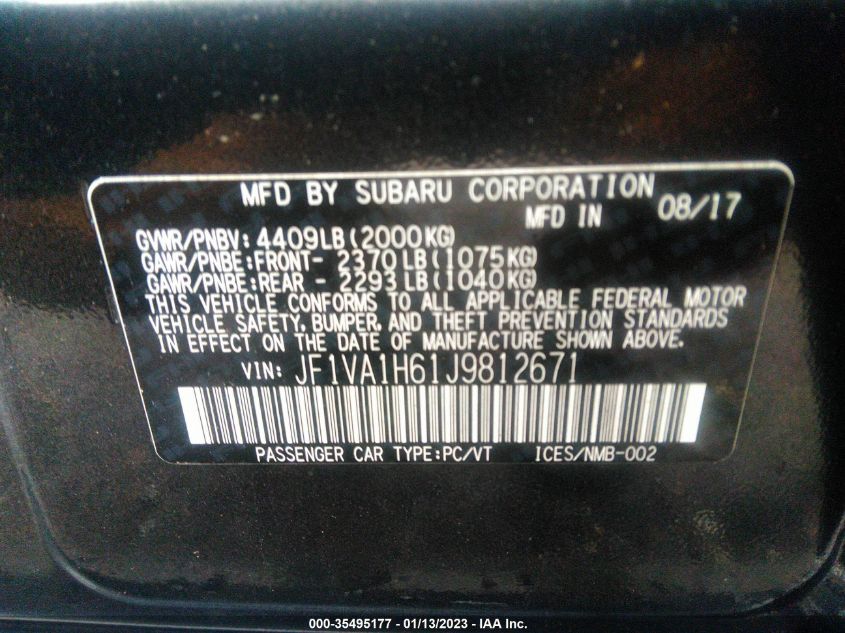 MFD BY SUBARU CORPORATION
MFD IN 08/17
GVWR/PNBV: 4409LB(2000KG)
GAWR/PNBE:FRONT- 2370LB(1075KG)
GAWR/PNBE:REAR - 2293LB(1040KG)
THIS VEHICLE CONFORMS TO ALL APPLICABLE FEDERAL MOTOR
VEHICLE SAFETY, BUMPER, AND THEFT PREVENTION STANDARDS
IN EFFECT ON THE DATE OF MANUFACTURE SHOWN ABOVE.
VIN: JF1VA1H61J9812671
PASSENGER CAR TYPE:PC/VT ICES/NMB-002
000-35495177 - 01/13/2023 - IAA Inc.